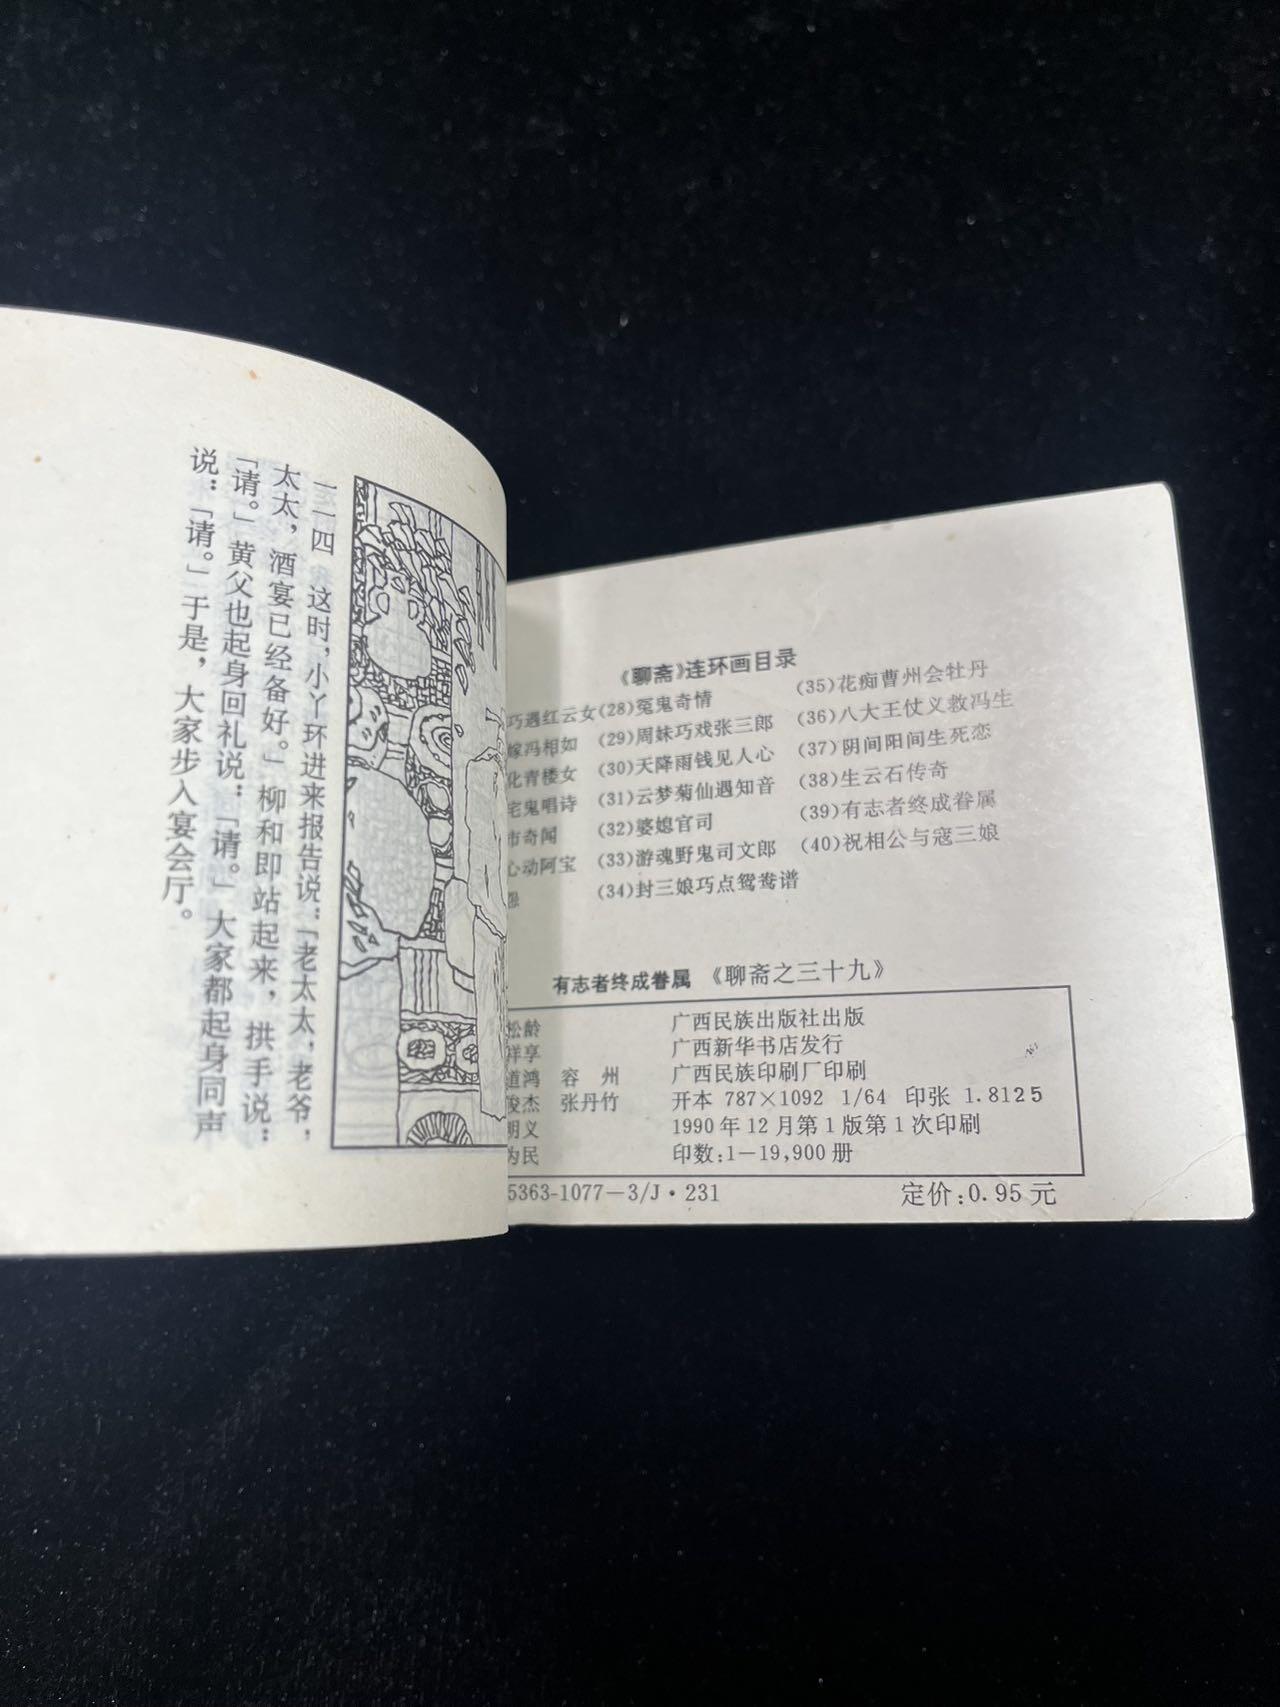 一一四 这时，小丫环进来报告说：「老太太，老爷，
太太，酒宴已经备好。」柳和即站起来，拱手说：
「请。」黄父也起身回礼说：「请。」大家都起身同声
说：「请。」于是，大家步入宴会厅。
《聊斋》连环画目录
巧遇红云女
嫁冯相如
化青楼女
宅鬼唱诗
市奇闻
心动阿宝
怨
(28)冤鬼奇情
(29)周妹巧戏张三郎
(30)天降雨钱见人心
(31)云梦菊仙遇知音
(32)婆媳官司
(33)游魂野鬼司文郎
(34)封三娘巧点鸳鸯谱
(35)花痴曹州会牡丹
(36)八大王仗义救冯生
(37)阴间阳间生死恋
(38)生云石传奇
(39)有志者终成眷属
(40)祝相公与寇三娘
有志者终成眷属 《聊斋之三十九》
松龄
祥享
道鸿 容 州
俊杰 张丹竹
明义
为民
广西民族出版社出版
广西新华书店发行
广西民族印刷厂印刷
开本 787×1092 1/64 印张 1.8125
1990年12月第1版第1次印刷
印数：1—19,900册
5363-1077—3/J·231 定价：0.95元